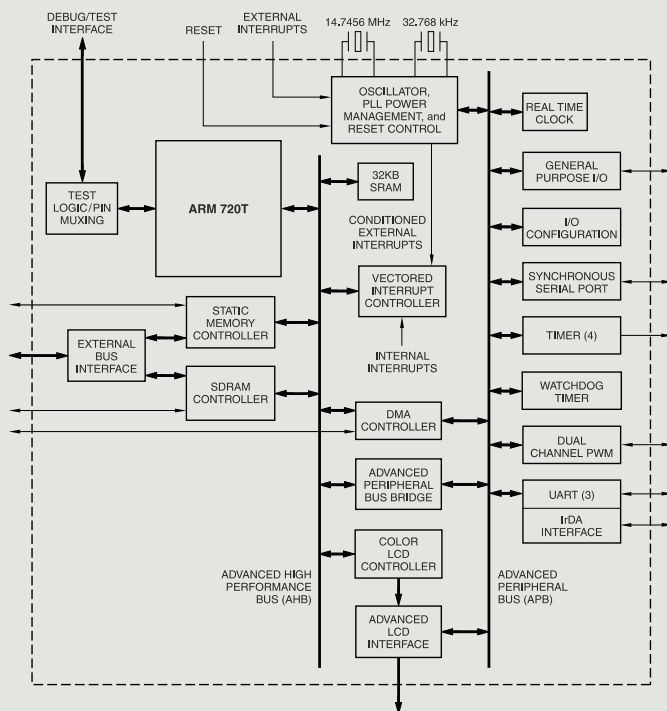 DEBUG/TEST
INTERFACE
RESET
EXTERNAL
INTERRUPTS
14.7456 MHz
32.768 kHz
OSCILLATOR,
PLL POWER
MANAGEMENT, and
RESET CONTROL
REAL TIME
CLOCK
TEST
LOGIC/PIN
MUXING
ARM 720T
32KB
SRAM
GENERAL
PURPOSE I/O
I/O
CONFIGURATION
CONDITIONED
EXTERNAL
INTERRUPTS
VECTORED
INTERRUPT
CONTROLLER
SYNCHRONOUS
SERIAL PORT
STATIC
MEMORY
CONTROLLER
EXTERNAL
BUS
INTERFACE
INTERNAL
INTERRUPTS
TIMER (4)
SDRAM
CONTROLLER
WATCHDOG
TIMER
DMA
CONTROLLER
DUAL
CHANNEL PWM
ADVANCED
PERIPHERAL
BUS BRIDGE
UART (3)
IrDA
INTERFACE
COLOR
LCD
CONTROLLER
ADVANCED HIGH
PERFORMANCE
BUS (AHB)
ADVANCED
PERIPHERAL
BUS (APB)
ADVANCED
LCD
INTERFACE